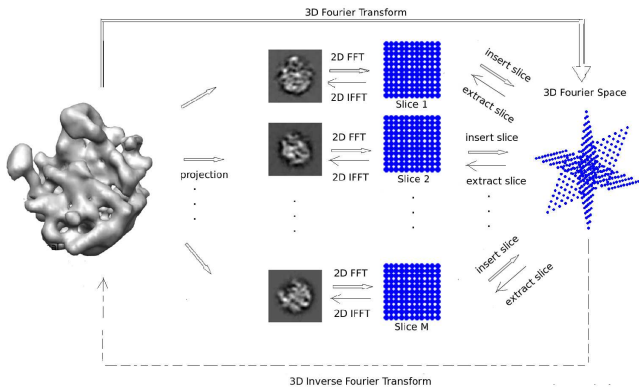 3D Fourier Transform
2D FFT
2D IFFT
Slice 1
insert slice
extract slice
3D Fourier Space
projection
2D FFT
2D IFFT
Slice 2
insert slice
extract slice
2D FFT
2D IFFT
Slice M
insert slice
extract slice
3D Inverse Fourier Transform